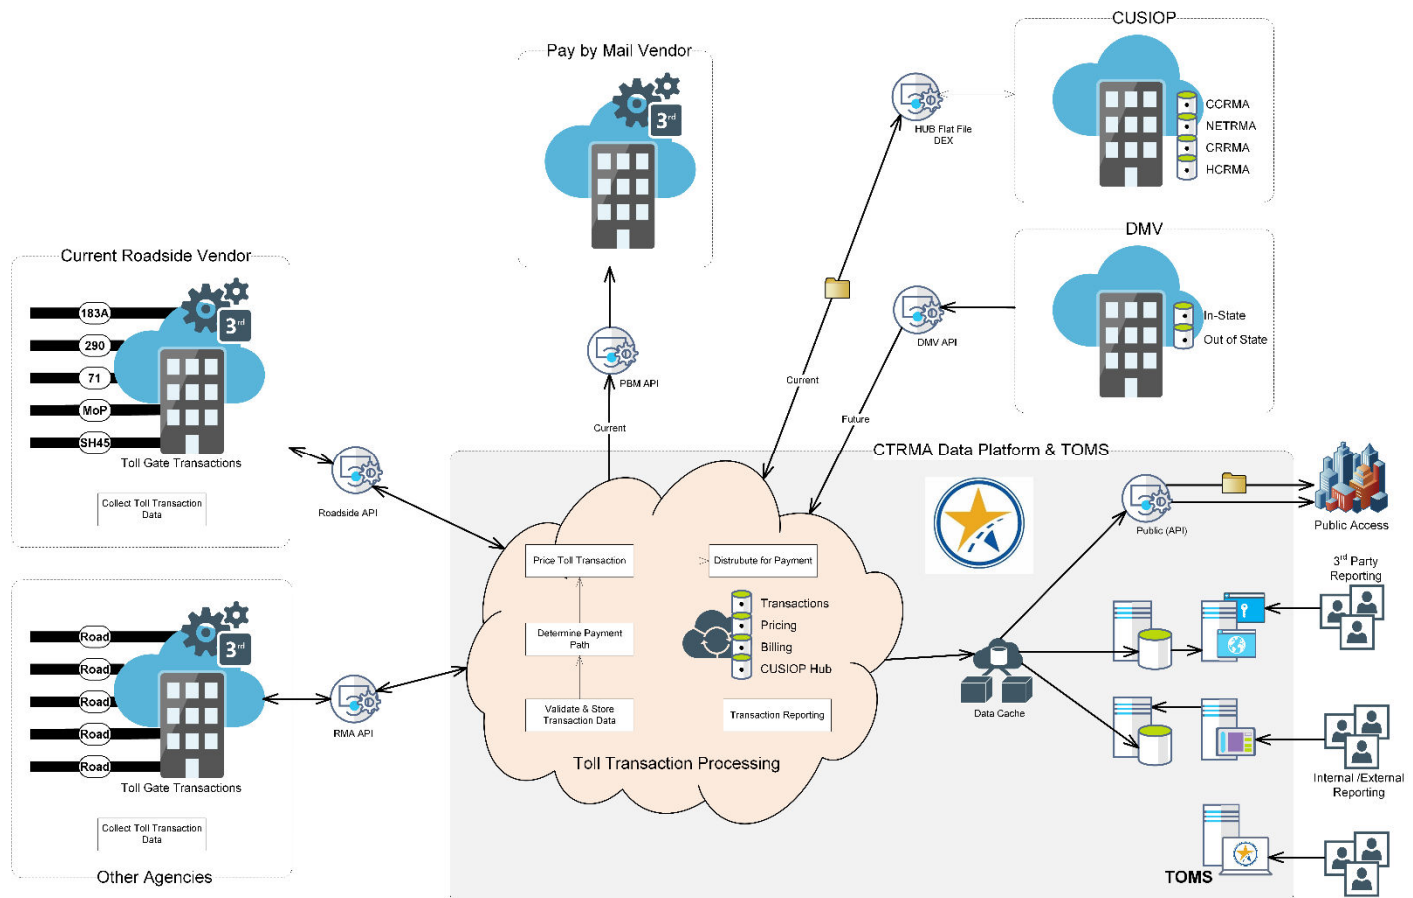 CUSIOP
Pay by Mail Vendor
3rd
CCRMA
NETRMA
CRRMA
HCRMA
HUB Flat File
DEX
DMV
In-State
Out of State
DMV API
Current Roadside Vendor
183A
290
71
MoP
SH45
3rd
Toll Gate Transactions
Collect Toll Transaction
Data
PBM API
Current
Current
Future
Roadside API
CTRMA Data Platform & TOMS
Public (API)
Public Access
Price Toll Transaction
Distrubute for Payment
Determine Payment
Path
Validate & Store
Transaction Data
Transactions
Pricing
Billing
CUSIOP Hub
Transaction Reporting
Toll Transaction Processing
Data Cache
3rd Party
Reporting
Internal /External
Reporting
TOMS
Road
Road
Road
Road
Road
3rd
Toll Gate Transactions
Collect Toll Transaction
Data
Other Agencies
RMA API